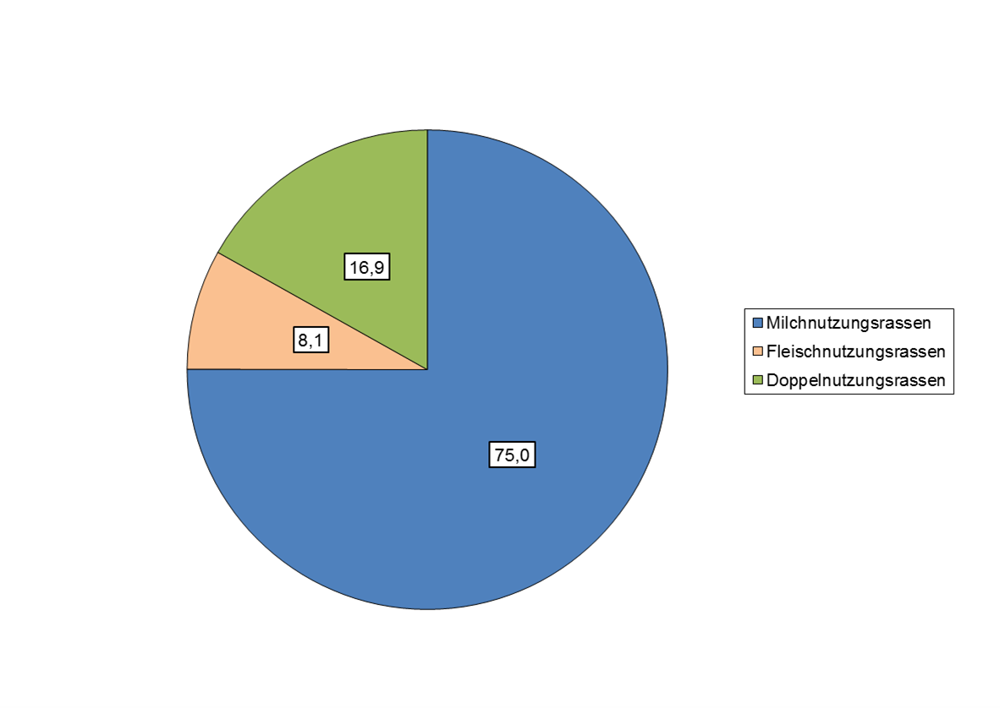 16,9
8,1
75,0
Milchnutzungsrassen
Fleischnutzungsrassen
Doppelnutzungsrassen